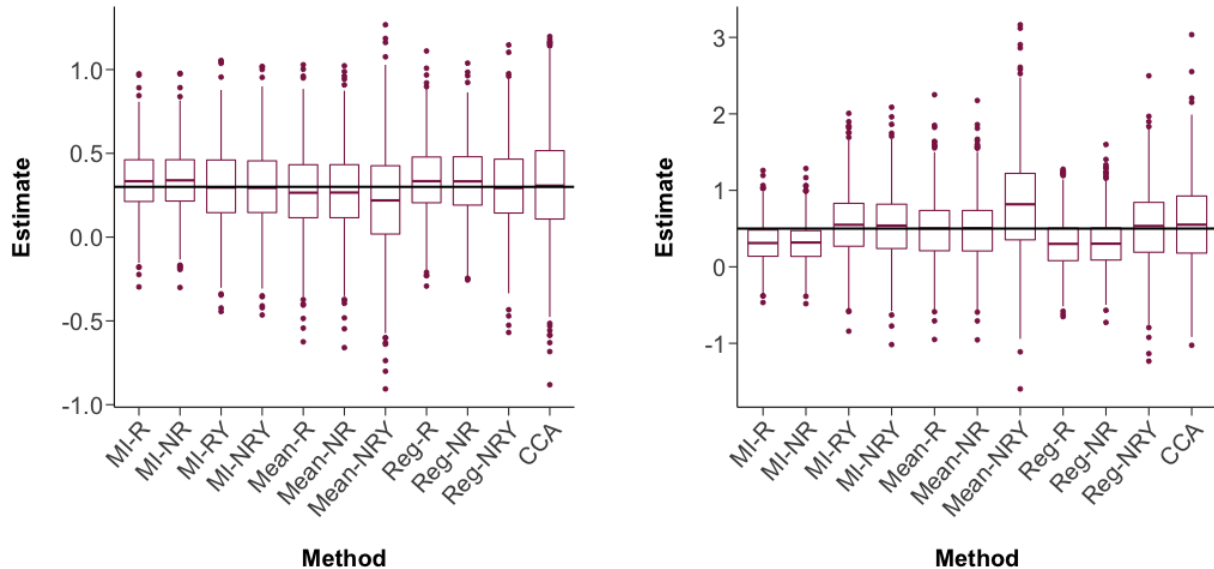 Estimate
1.0
0.5
0.0
-0.5
-1.0
MI-R
MI-NR
MI-RY
MI-NRY
Mean-R
Mean-NR
Mean-NRY
Reg-R
Reg-NR
Reg-NRY
CCA
Method
Estimate
3
2
1
0
-1
MI-R
MI-NR
MI-RY
MI-NRY
Mean-R
Mean-NR
Mean-NRY
Reg-R
Reg-NR
Reg-NRY
CCA
Method